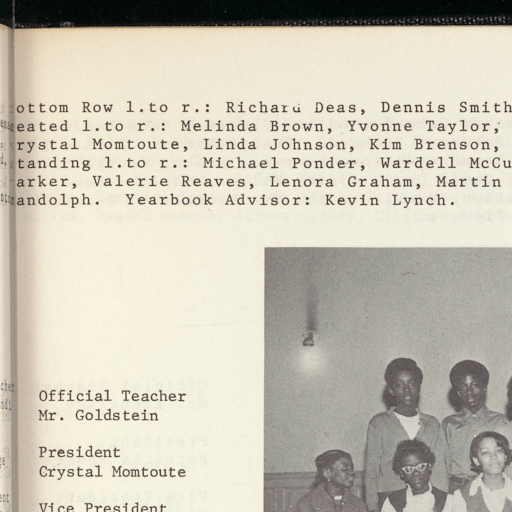 ottom Row l.to r.: Richard Deas, Dennis Smith
eated l.to r.: Melinda Brown, Yvonne Taylor,
rystal Momtoute, Linda Johnson, Kim Brenson,
tanding l.to r.: Michael Ponder, Wardell McCu
arker, Valerie Reaves, Lenora Graham, Martin
andolph. Yearbook Advisor: Kevin Lynch.
Official Teacher
Mr. Goldstein
President
Crystal Momtoute
Vice President